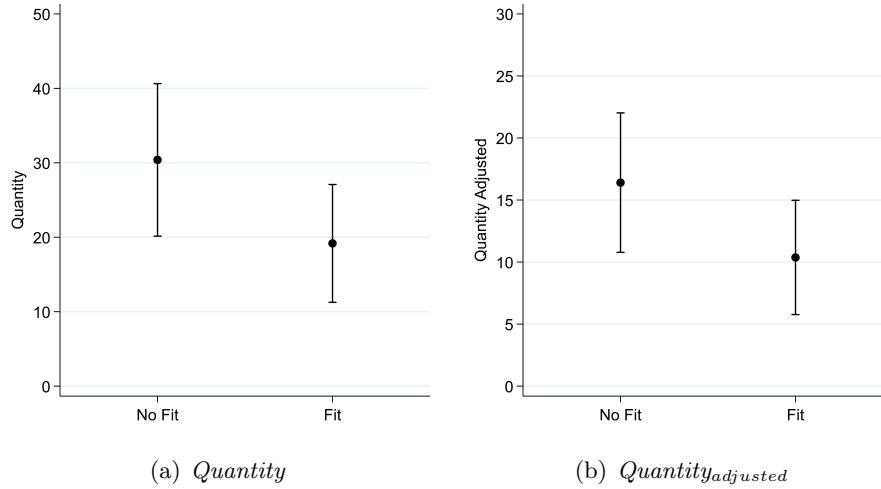 50
40
30
20
10
0
Quantity
No Fit
Fit
(a) Quantity
30
25
20
15
10
5
0
Quantity Adjusted
No Fit
Fit
(b) Quantity_adjusted